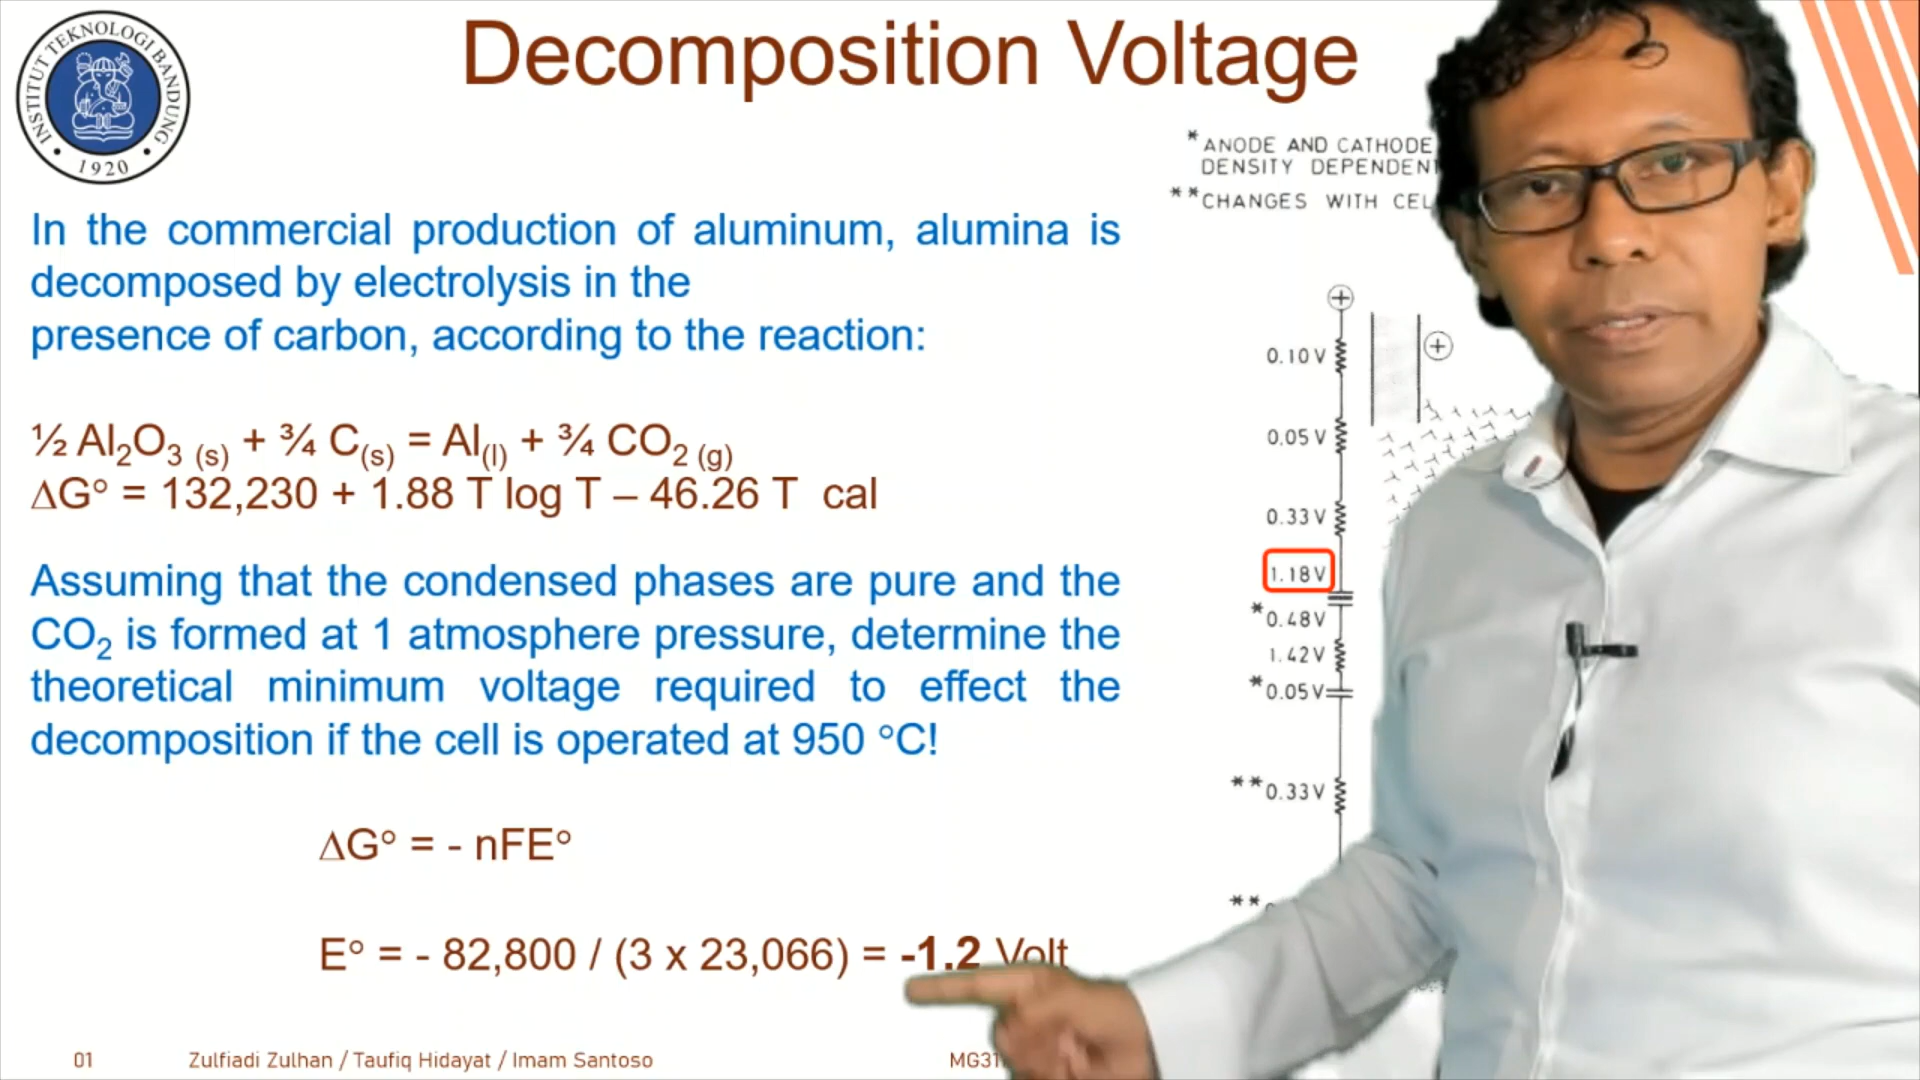 Decomposition Voltage
INSTITUT TEKNOLOGI BANDUNG
1920
* ANODE AND CATHODE
DENSITY DEPENDENT
** CHANGES WITH
In the commercial production of aluminum, alumina is
decomposed by electrolysis in the
presence of carbon, according to the reaction:
½ Al₂O₃ (s) + ¾ C(s) = Al(l) + ¾ CO₂ (g)
ΔG° = 132,230 + 1.88 T log T – 46.26 T cal
Assuming that the condensed phases are pure and the
CO₂ is formed at 1 atmosphere pressure, determine the
theoretical minimum voltage required to effect the
decomposition if the cell is operated at 950 °C!
ΔG° = - nFE°
E° = - 82,800 / (3 x 23,066) = -1.2 Volt
+
+
0.10 V
0.05 V
0.33 V
1.18 V
* 0.48 V
1.42 V
* 0.05 V
** 0.33 V
**
01
Zulfiadi Zulhan / Taufiq Hidayat / Imam Santoso